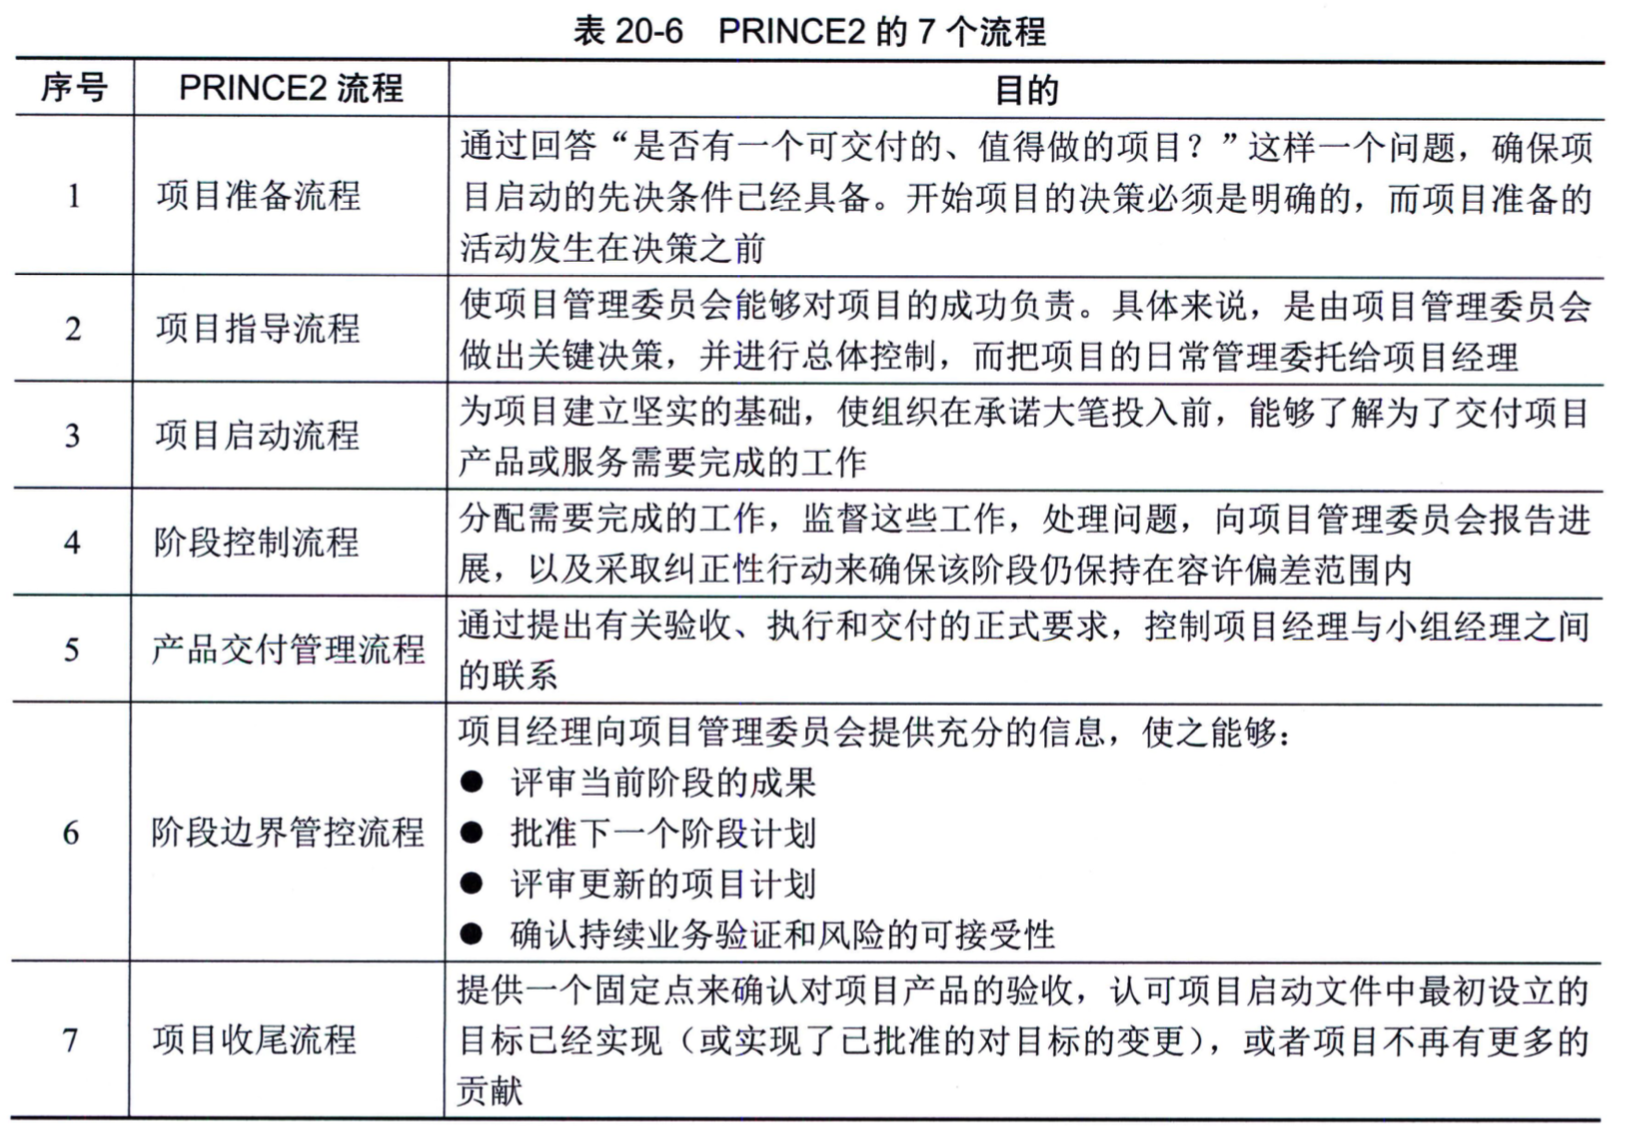 表 20-6 PRINCE2 的 7 个流程
序号 PRINCE2 流程 目的
通过回答“是否有一个可交付的、值得做的项目？”这样一个问题，确保项
1 项目准备流程 目启动的先决条件已经具备。开始项目的决策必须是明确的，而项目准备的
活动发生在决策之前
2 项目指导流程 使项目管理委员会能够对项目的成功负责。具体来说，是由项目管理委员会
做出关键决策，并进行总体控制，而把项目的日常管理委托给项目经理
3 项目启动流程 为项目建立坚实的基础，使组织在承诺大笔投入前，能够了解为了交付项目
产品或服务需要完成的工作
4 阶段控制流程 分配需要完成的工作，监督这些工作，处理问题，向项目管理委员会报告进
展，以及采取纠正性行动来确保该阶段仍保持在容许偏差范围内
5 产品交付管理流程 通过提出有关验收、执行和交付的正式要求，控制项目经理与小组经理之间
的联系
项目经理向项目管理委员会提供充分的信息，使之能够：
● 评审当前阶段的成果
6 阶段边界管控流程 ● 批准下一个阶段计划
● 评审更新的项目计划
● 确认持续业务验证和风险的可接受性
提供一个固定点来确认对项目产品的验收，认可项目启动文件中最初设立的
7 项目收尾流程 目标已经实现（或实现了已批准的对目标的变更），或者项目不再有更多的
贡献